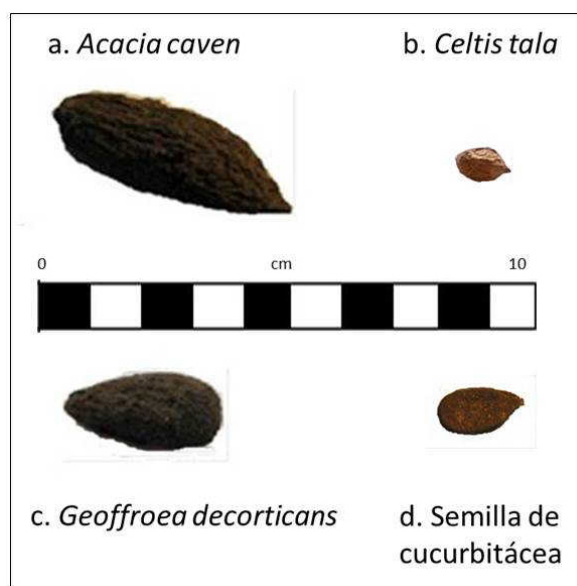 a. Acacia caven
b. Celtis tala
0 cm 10
c. Geoffroea decorticans
d. Semilla de
cucurbitácea